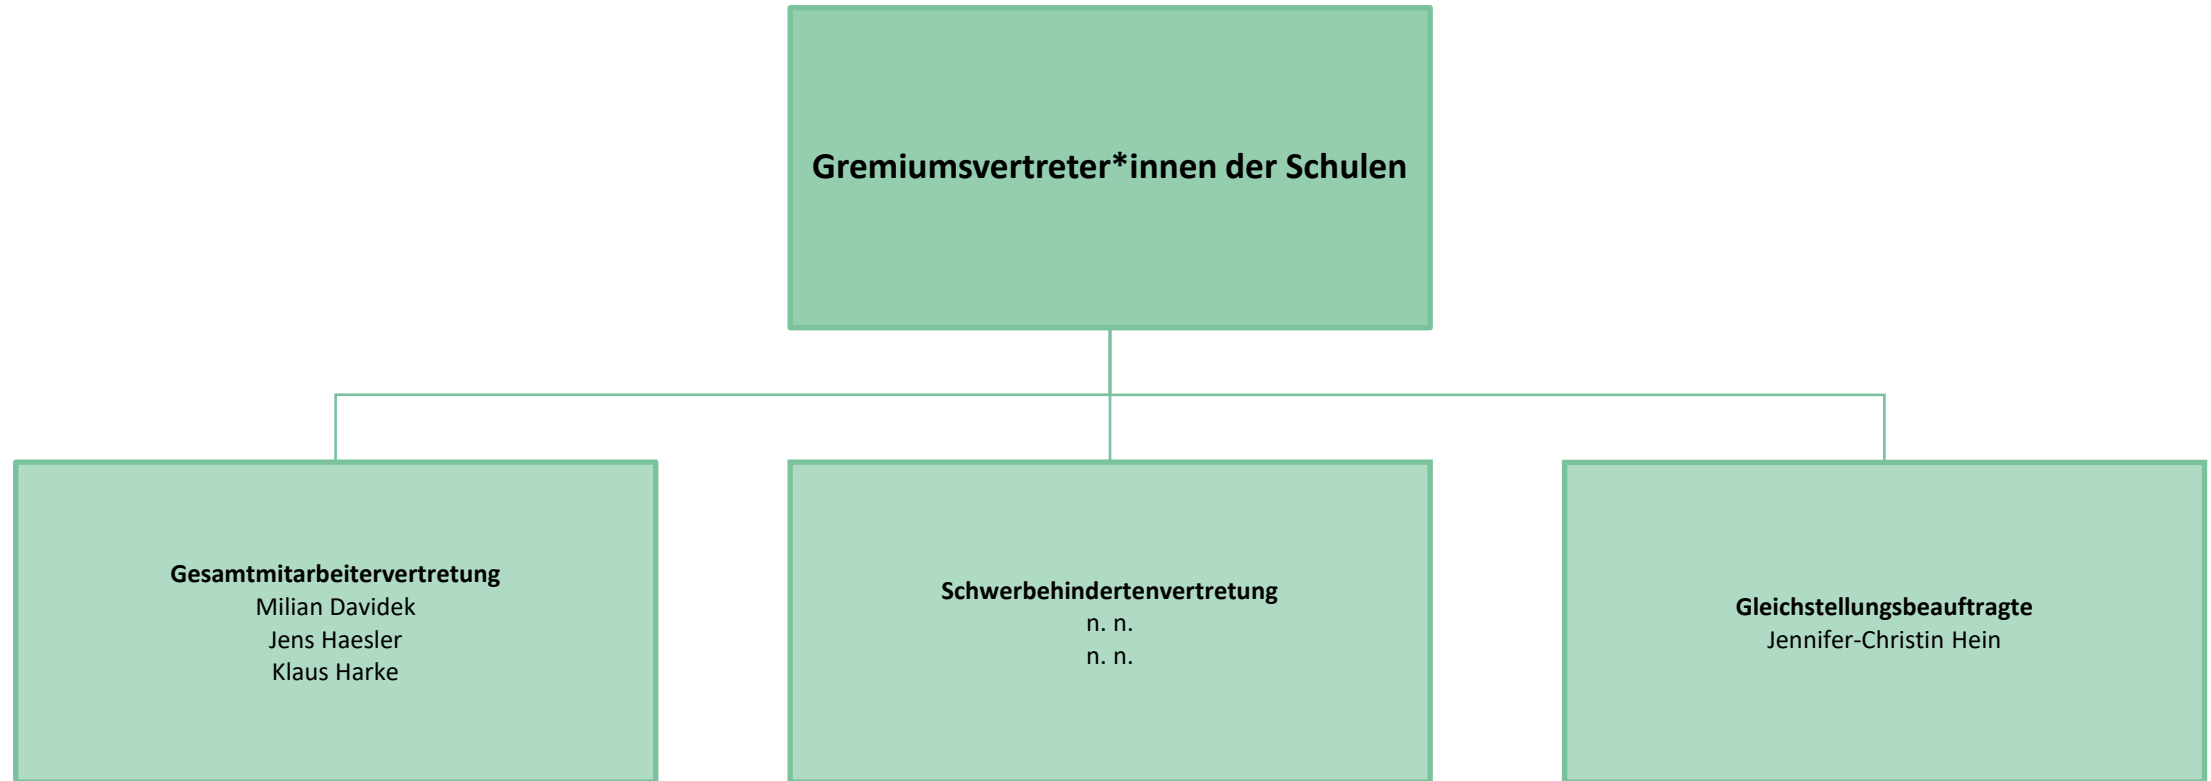 Gremiumsvertreter*innen der Schulen
Gesamtmitarbeitervertretung
Milian Davidek
Jens Haesler
Klaus Harke
Schwerbehindertenvertretung
n. n.
n. n.
Gleichstellungsbeauftragte
Jennifer-Christin Hein